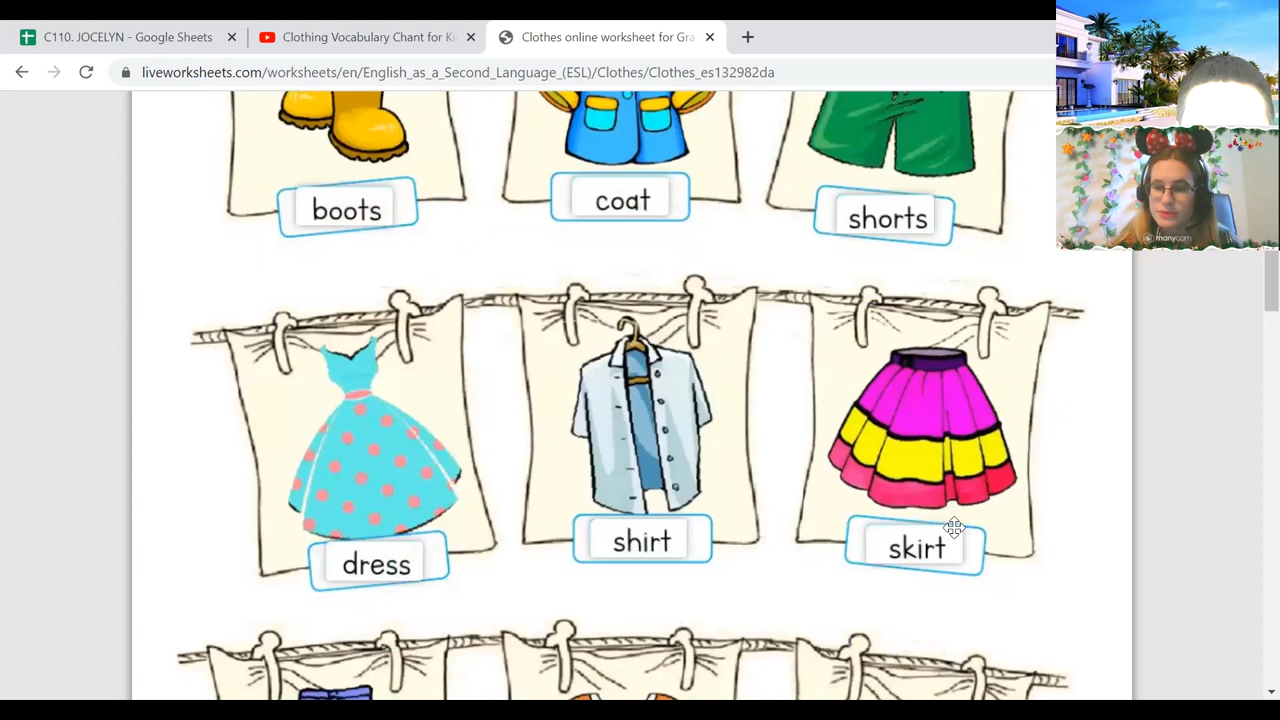 C110. JOCELYN - Google Sheets
Clothing Vocabulary Chant for Ki
Clothes online worksheet for Gra
liveworksheets.com/worksheets/en/English_as_a_Second_Language_(ESL)/Clothes/Clothes_es132982da
boots
coat
shorts
manycam
dress
shirt
skirt